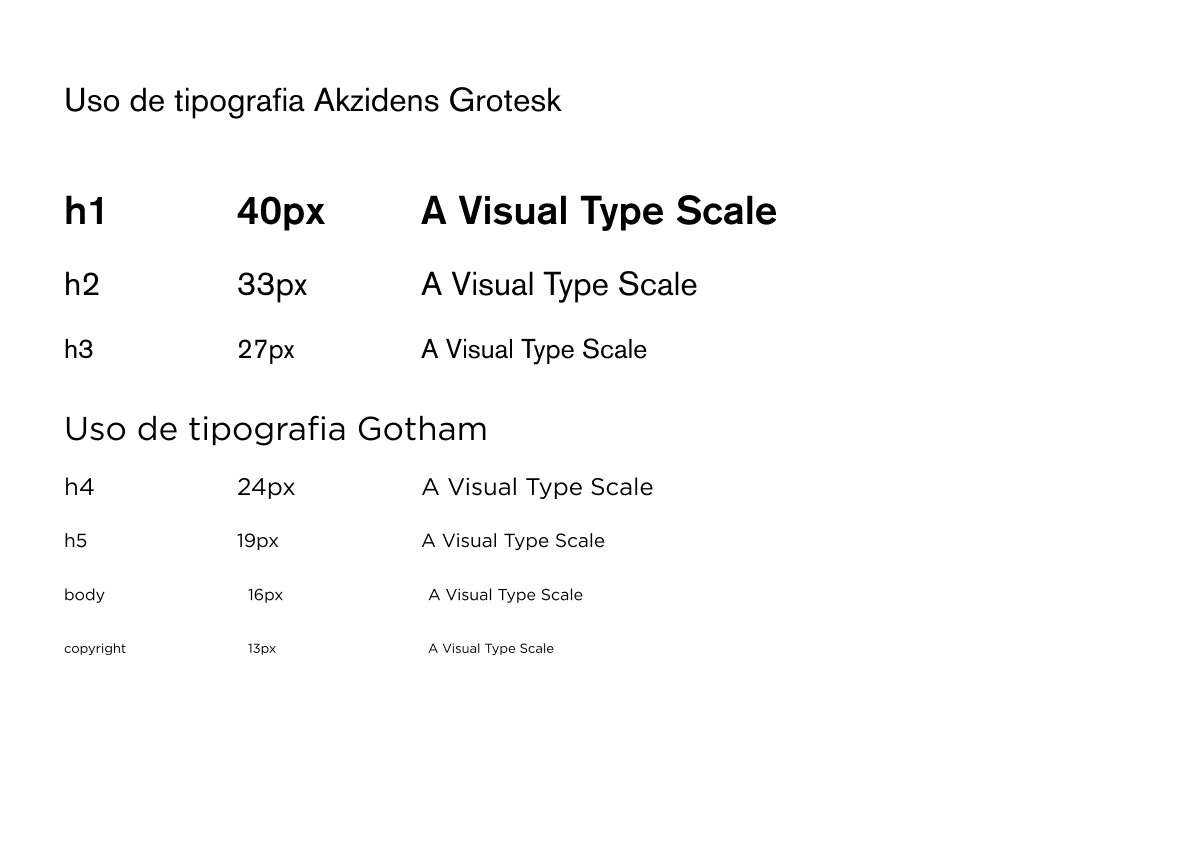 Uso de tipografia Akzidens Grotesk
h1 40px A Visual Type Scale
h2 33px A Visual Type Scale
h3 27px A Visual Type Scale
Uso de tipografia Gotham
h4 24px A Visual Type Scale
h5 19px A Visual Type Scale
body 16px A Visual Type Scale
copyright 13px A Visual Type Scale